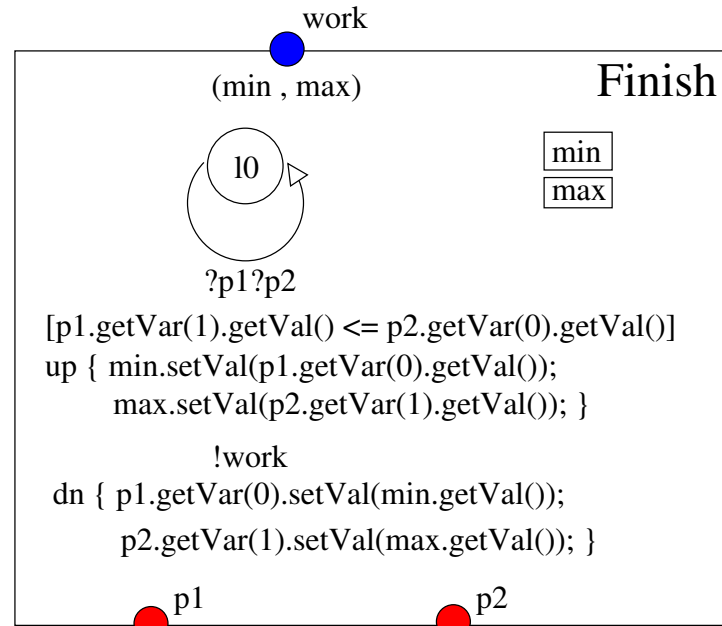 work
(min , max)
Finish
l0
min
max
?p1?p2
[p1.getVar(1).getVal() <= p2.getVar(0).getVal()]
up { min.setVal(p1.getVar(0).getVal());
max.setVal(p2.getVar(1).getVal()); }
!work
dn { p1.getVar(0).setVal(min.getVal());
p2.getVar(1).setVal(max.getVal()); }
p1
p2